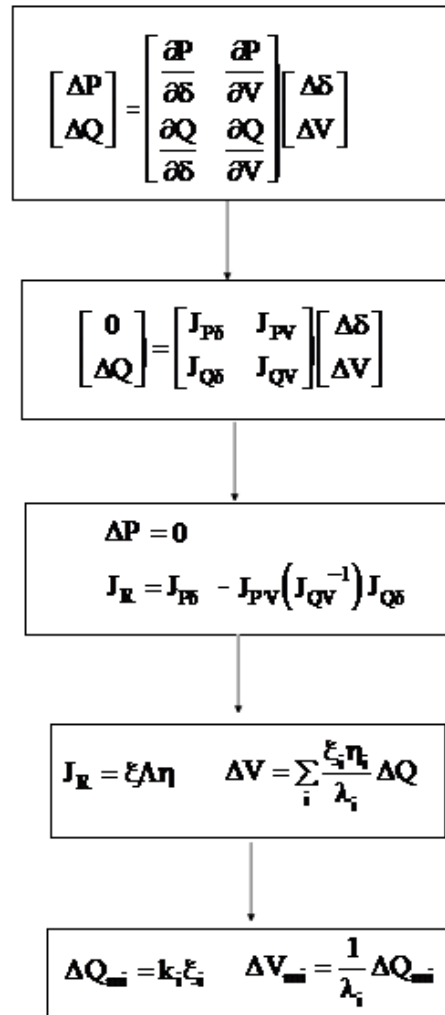 [ΔP ΔQ] = [∂P/∂δ ∂P/∂V ∂Q/∂δ ∂Q/∂V] [Δδ ΔV]
[0 ΔQ] = [J_Pδ J_PV J_Qδ J_QV] [Δδ ΔV]
ΔP = 0
J_R = J_Pδ - J_PV(J_QV⁻¹)J_Qδ
J_R = ξΛη ΔV = ∑_i ξ_i η_i / λ_i ΔQ
ΔQ_mi = k_i ξ_i ΔV_mi = 1/λ_i ΔQ_mi